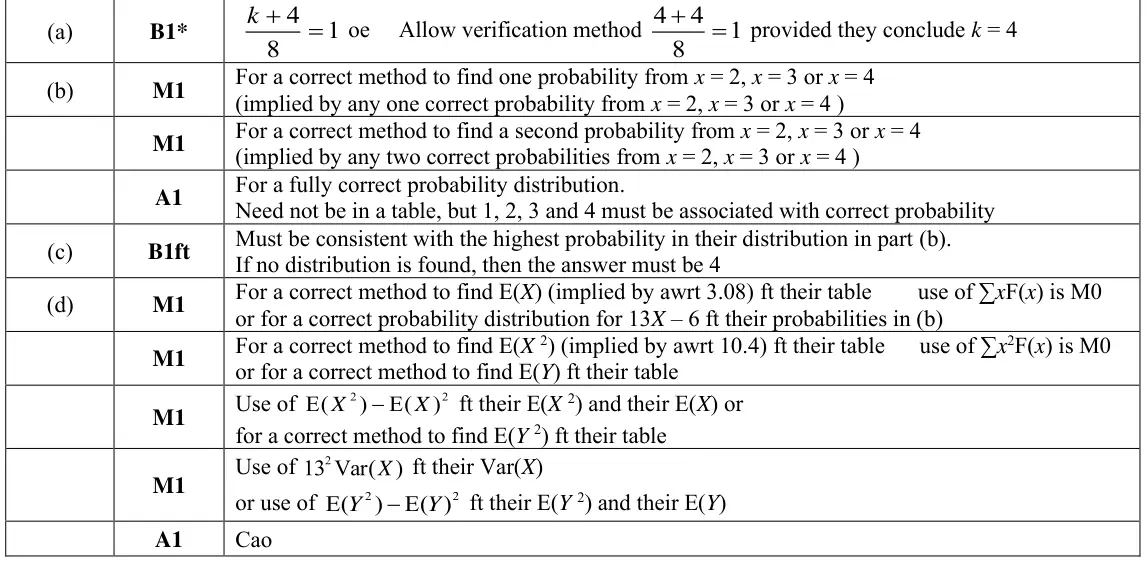 (a) B1* (k + 4)/8 = 1 oe Allow verification method (4 + 4)/8 = 1 provided they conclude k = 4
(b) M1 For a correct method to find one probability from x = 2, x = 3 or x = 4
(implied by any one correct probability from x = 2, x = 3 or x = 4 )
M1 For a correct method to find a second probability from x = 2, x = 3 or x = 4
(implied by any two correct probabilities from x = 2, x = 3 or x = 4 )
A1 For a fully correct probability distribution.
Need not be in a table, but 1, 2, 3 and 4 must be associated with correct probability
(c) B1ft Must be consistent with the highest probability in their distribution in part (b).
If no distribution is found, then the answer must be 4
(d) M1 For a correct method to find E(X) (implied by awrt 3.08) ft their table use of ∑xF(x) is M0
or for a correct probability distribution for 13X – 6 ft their probabilities in (b)
M1 For a correct method to find E(X²) (implied by awrt 10.4) ft their table use of ∑x²F(x) is M0
or for a correct method to find E(Y) ft their table
M1 Use of E(X²) – E(X)² ft their E(X²) and their E(X) or
for a correct method to find E(Y²) ft their table
M1 Use of 13²Var(X) ft their Var(X)
or use of E(Y²) – E(Y)² ft their E(Y²) and their E(Y)
A1 Cao